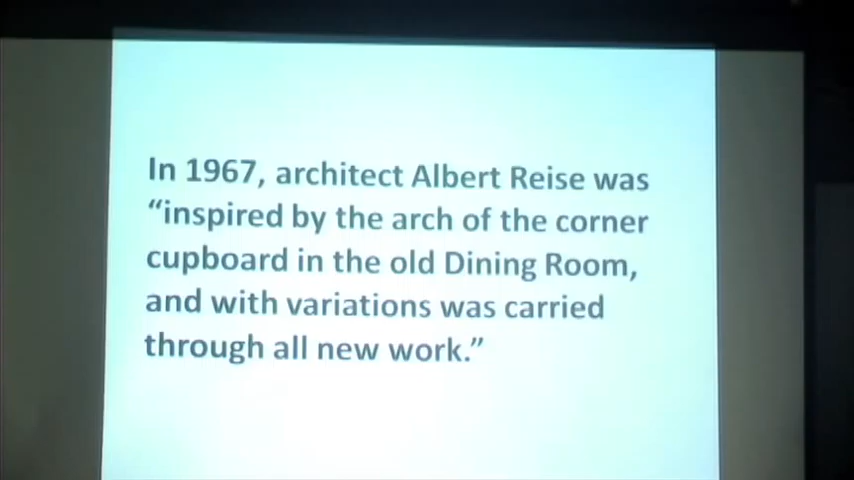 In 1967, architect Albert Reise was
“inspired by the arch of the corner
cupboard in the old Dining Room,
and with variations was carried
through all new work.”